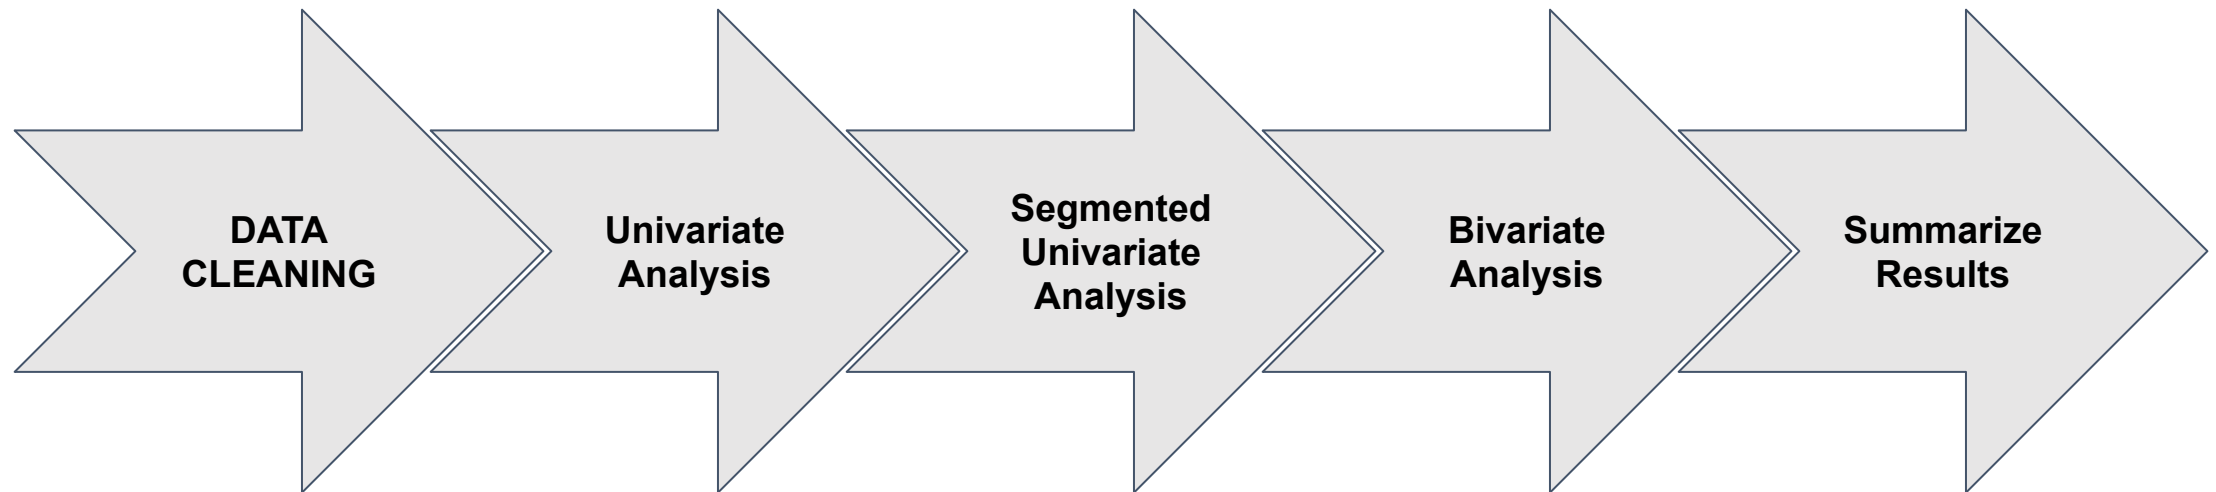 DATA
CLEANING
Univariate
Analysis
Segmented
Univariate
Analysis
Bivariate
Analysis
Summarize
Results